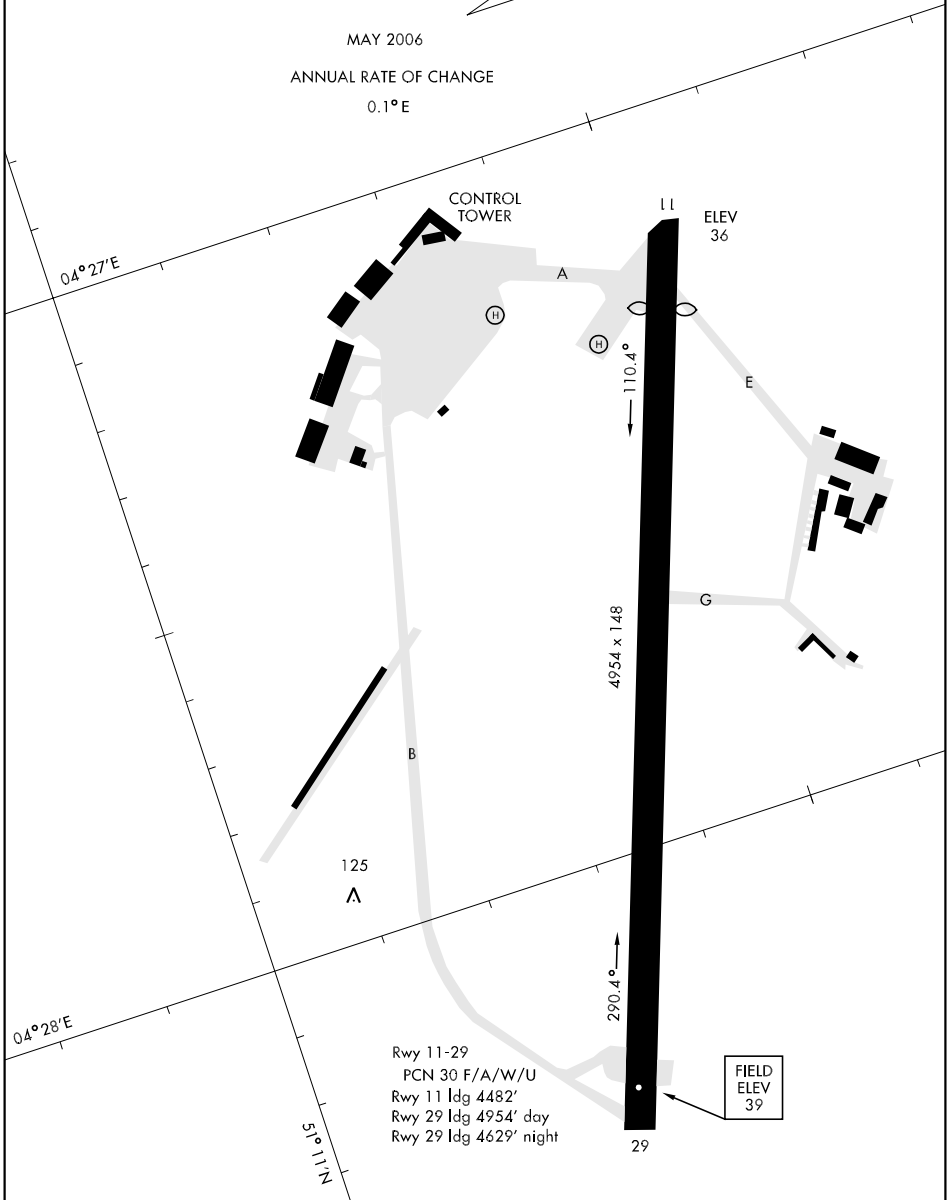 MAY 2006
ANNUAL RATE OF CHANGE
0.1° E
CONTROL
TOWER
11
ELEV
36
04° 27'E
A
H
H
110.4°
E
G
4954 x 148
B
125
290.4°
04° 28'E
Rwy 11-29
PCN 30 F/A/W/U
Rwy 11 ldg 4482'
Rwy 29 ldg 4954' day
Rwy 29 ldg 4629' night
FIELD
ELEV
39
51° 11'N
29